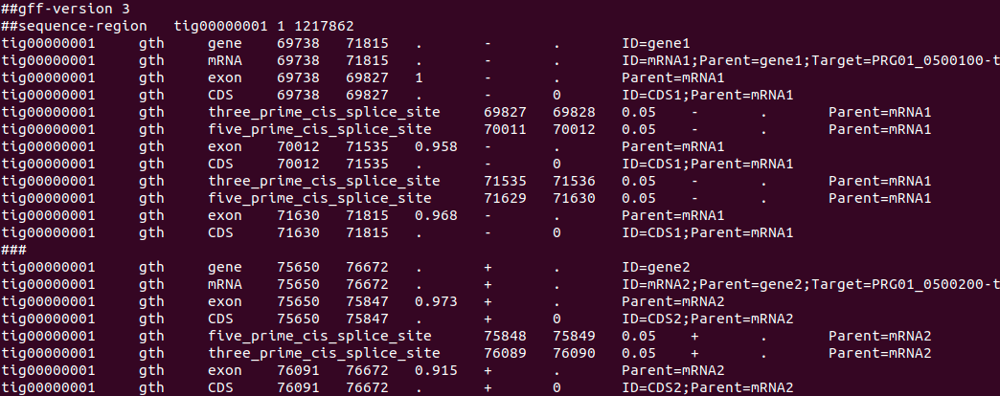 ##gff-version 3
##sequence-region   tig00000001 1 1217862
tig00000001     gth     gene    69738   71815   .       -       .       ID=gene1
tig00000001     gth     mRNA    69738   71815   .       -       .       ID=mRNA1;Parent=gene1;Target=PRG01_0500100-t
tig00000001     gth     exon    69738   69827   1       -       .       Parent=mRNA1
tig00000001     gth     CDS     69738   69827   .       -       0       ID=CDS1;Parent=mRNA1
tig00000001     gth     three_prime_cis_splice_site     69827   69828   0.05    -       .       Parent=mRNA1
tig00000001     gth     five_prime_cis_splice_site      70011   70012   0.05    -       .       Parent=mRNA1
tig00000001     gth     exon    70012   71535   0.958   -       .       Parent=mRNA1
tig00000001     gth     CDS     70012   71535   .       -       0       ID=CDS1;Parent=mRNA1
tig00000001     gth     three_prime_cis_splice_site     71535   71536   0.05    -       .       Parent=mRNA1
tig00000001     gth     five_prime_cis_splice_site      71629   71630   0.05    -       .       Parent=mRNA1
tig00000001     gth     exon    71630   71815   0.968   -       .       Parent=mRNA1
tig00000001     gth     CDS     71630   71815   .       -       0       ID=CDS1;Parent=mRNA1
###
tig00000001     gth     gene    75650   76672   .       +       .       ID=gene2
tig00000001     gth     mRNA    75650   76672   .       +       .       ID=mRNA2;Parent=gene2;Target=PRG01_0500200-t
tig00000001     gth     exon    75650   75847   0.973   +       .       Parent=mRNA2
tig00000001     gth     CDS     75650   75847   .       +       0       ID=CDS2;Parent=mRNA2
tig00000001     gth     five_prime_cis_splice_site      75848   75849   0.05    +       .       Parent=mRNA2
tig00000001     gth     three_prime_cis_splice_site     76089   76090   0.05    +       .       Parent=mRNA2
tig00000001     gth     exon    76091   76672   0.915   +       .       Parent=mRNA2
tig00000001     gth     CDS     76091   76672   .       +       0       ID=CDS2;Parent=mRNA2